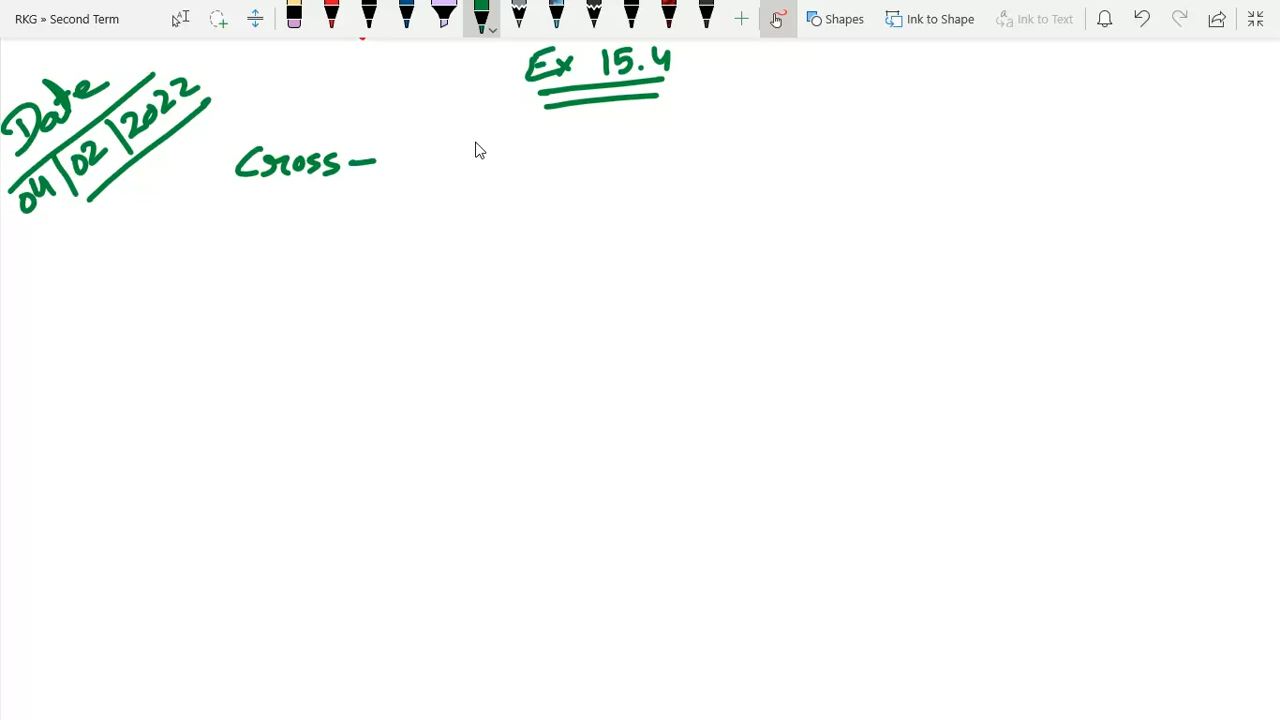 RKG » Second Term
Shapes
Ink to Shape
Ink to Text
Ex 15.4
Date
04/02/2022
Cross-